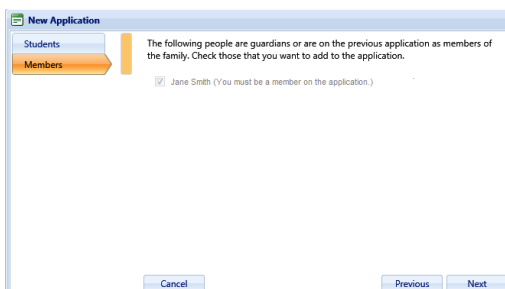 New Application
Students
Members
The following people are guardians or are on the previous application as members of
the family. Check those that you want to add to the application.
Jane Smith (You must be a member on the application.)
Cancel
Previous
Next